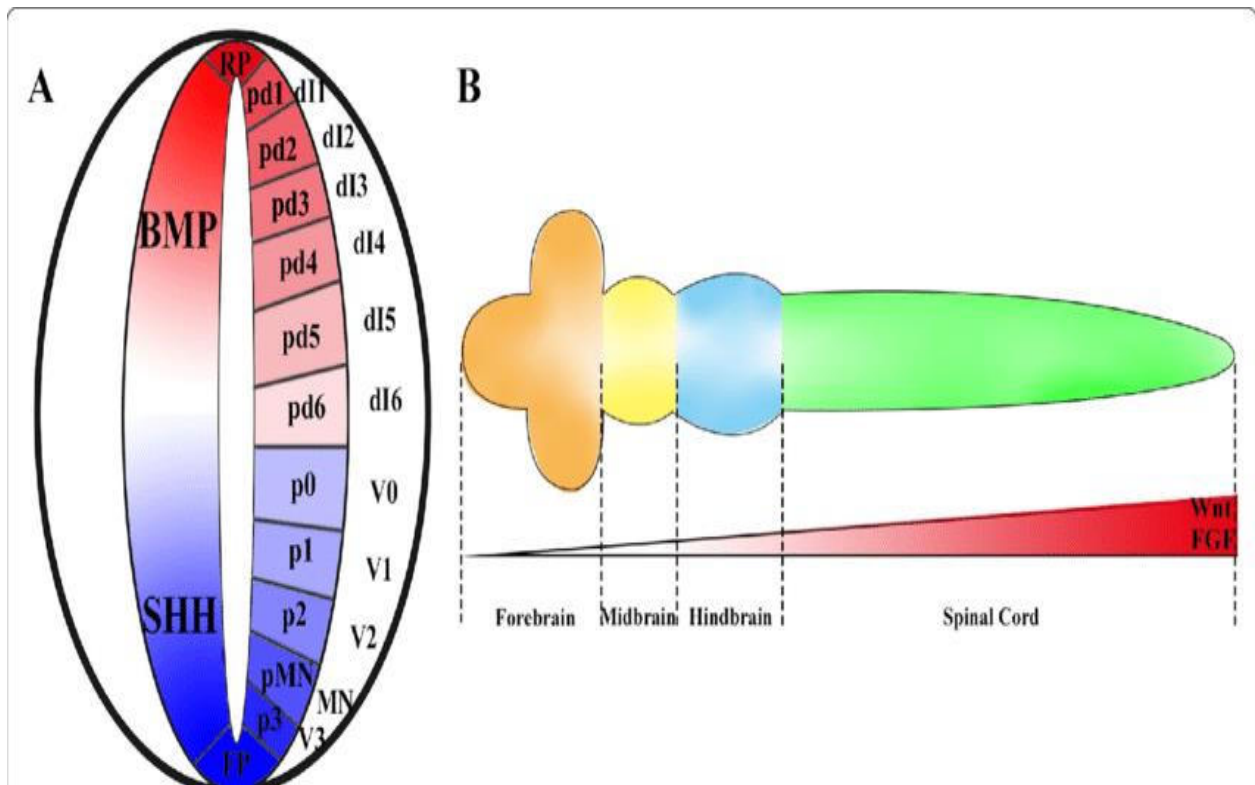 A
RP
pd1 dI1
pd2 dI2
pd3 dI3
pd4 dI4
pd5 dI5
pd6 dI6
p0 V0
p1 V1
p2 V2
pMN MN
p3 V3
FP
BMP
SHH
B
Wnt
FGF
Forebrain Midbrain Hindbrain Spinal Cord